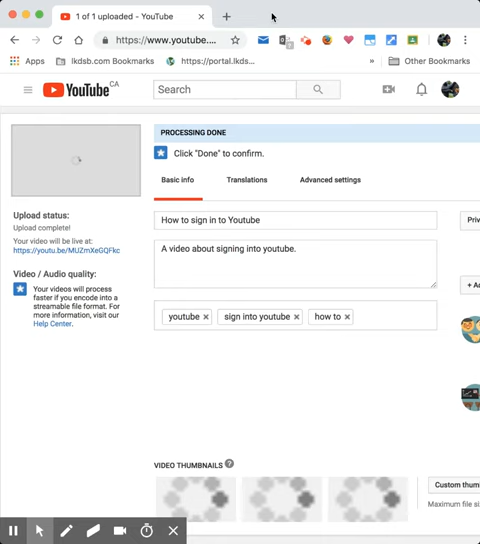 1 of 1 uploaded - YouTube
https://www.youtube....
Apps
lkdsb.com Bookmarks
https://portal.lkds...
»
Other Bookmarks
YouTube CA
Search
PROCESSING DONE
Click "Done" to confirm.
Basic info
Translations
Advanced settings
Upload status:
Upload complete!
Your video will be live at:
https://youtu.be/MUZmXeGQFkc
How to sign in to Youtube
Priv
A video about signing into youtube.
Video / Audio quality:
Your videos will process
faster if you encode into a
streamable file format. For
more information, visit our
Help Center.
+ Ad
youtube
sign into youtube
how to
VIDEO THUMBNAILS ?
Custom thum
Maximum file si